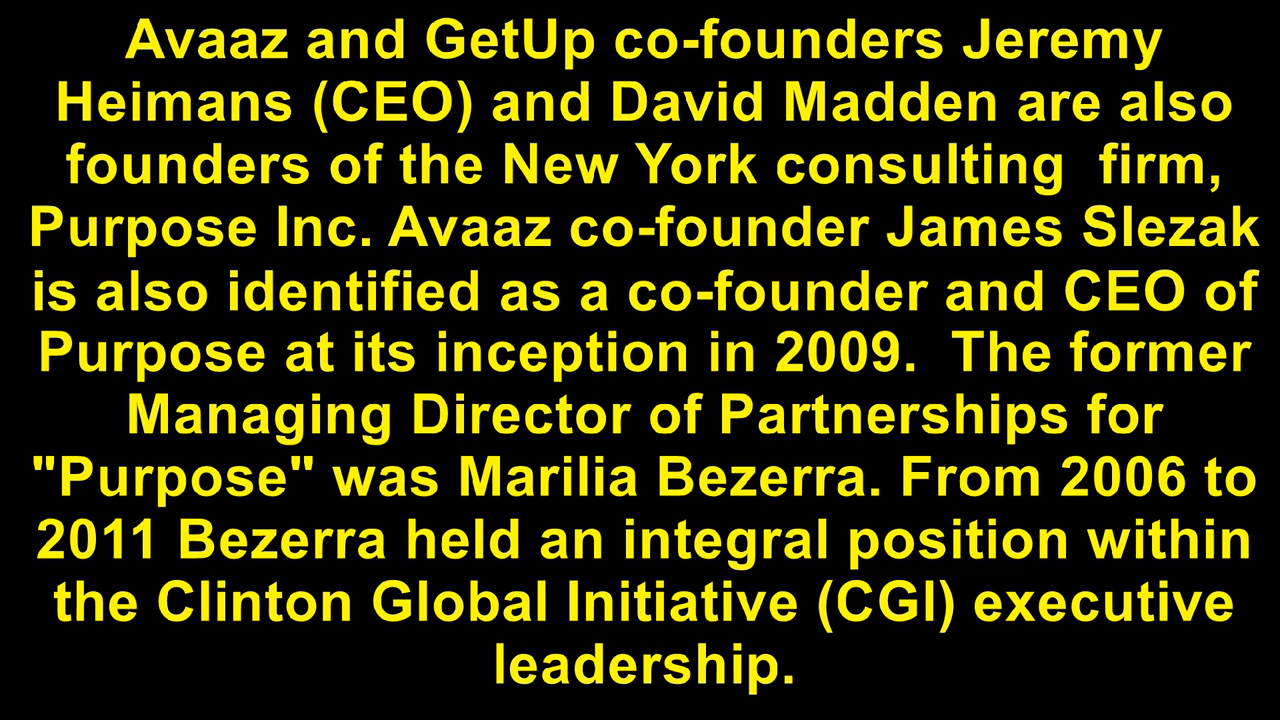 Avaaz and GetUp co-founders Jeremy
Heimans (CEO) and David Madden are also
founders of the New York consulting  firm,
Purpose Inc. Avaaz co-founder James Slezak
is also identified as a co-founder and CEO of
Purpose at its inception in 2009.  The former
Managing Director of Partnerships for
"Purpose" was Marilia Bezerra. From 2006 to
2011 Bezerra held an integral position within
the Clinton Global Initiative (CGI) executive
leadership.